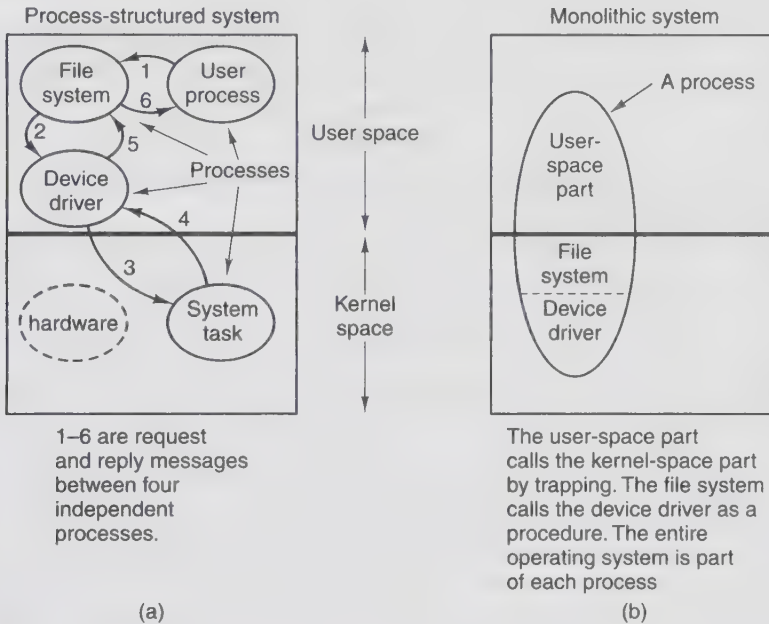 Process-structured system
Monolithic system
File
system
1
User
process
6
2
5
Processes
Device
driver
4
3
hardware
System
task
User space
Kernel
space
A process
User-
space
part
File
system
Device
driver
1–6 are request
and reply messages
between four
independent
processes.
The user-space part
calls the kernel-space part
by trapping. The file system
calls the device driver as a
procedure. The entire
operating system is part
of each process
(a)
(b)